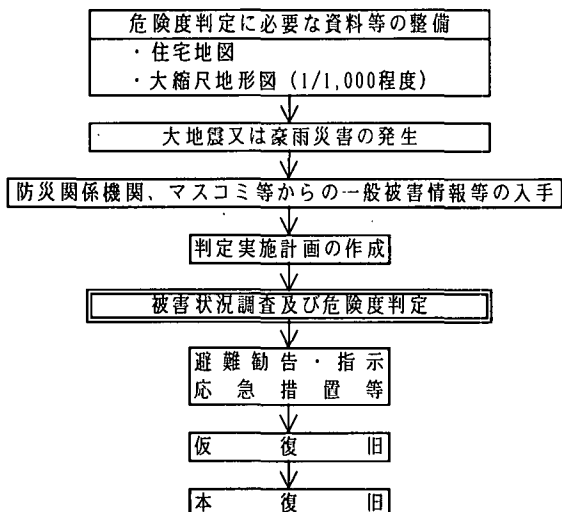 危険度判定に必要な資料等の整備
・住宅地図
・大縮尺地形図（1/1,000程度）
大地震又は豪雨災害の発生
防災関係機関、マスコミ等からの一般被害情報等の入手
判定実施計画の作成
被害状況調査及び危険度判定
避難勧告・指示
応急措置等
仮復旧
本復旧